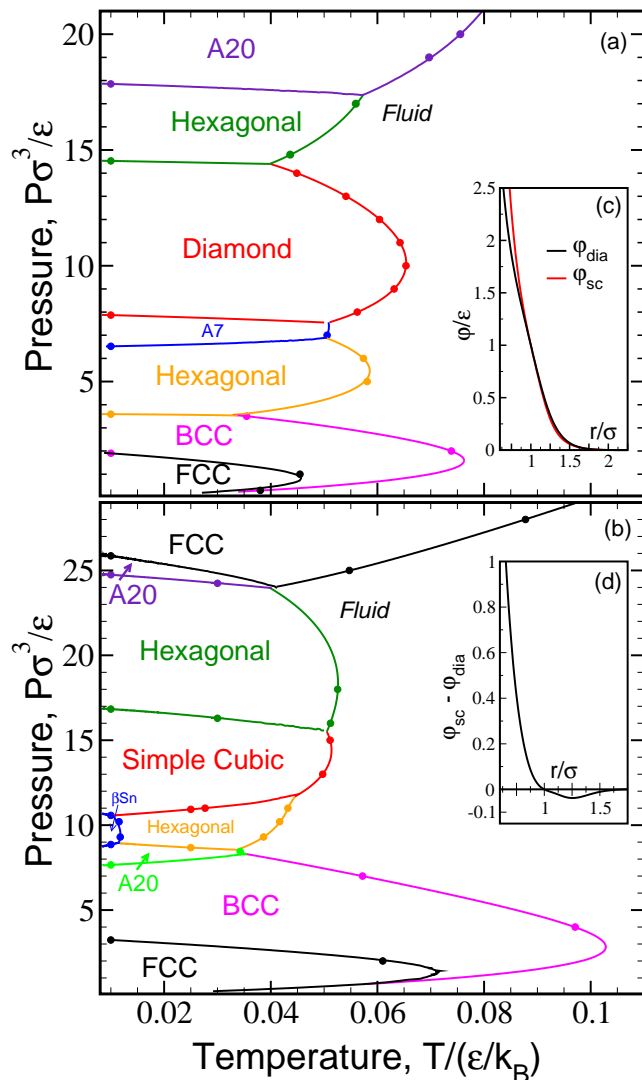 (a)
20
A20
Hexagonal
Fluid
15
(c)
2.5
2
1.5
1
0.5
0
φ/ε
φdia
φsc
r/σ
1 1.5 2
Diamond
10
A7
Hexagonal
5
BCC
FCC
Pressure, Pσ³/ε
(b)
FCC
25
A20
Fluid
(d)
1
0.8
0.6
0.4
0.2
0
-0.1
φsc - φdia
r/σ
1 1.5
Hexagonal
20
15
Simple Cubic
βSn
Hexagonal
10
A20
BCC
5
FCC
Pressure, Pσ³/ε
0.02 0.04 0.06 0.08 0.1
Temperature, T/(ε/kB)